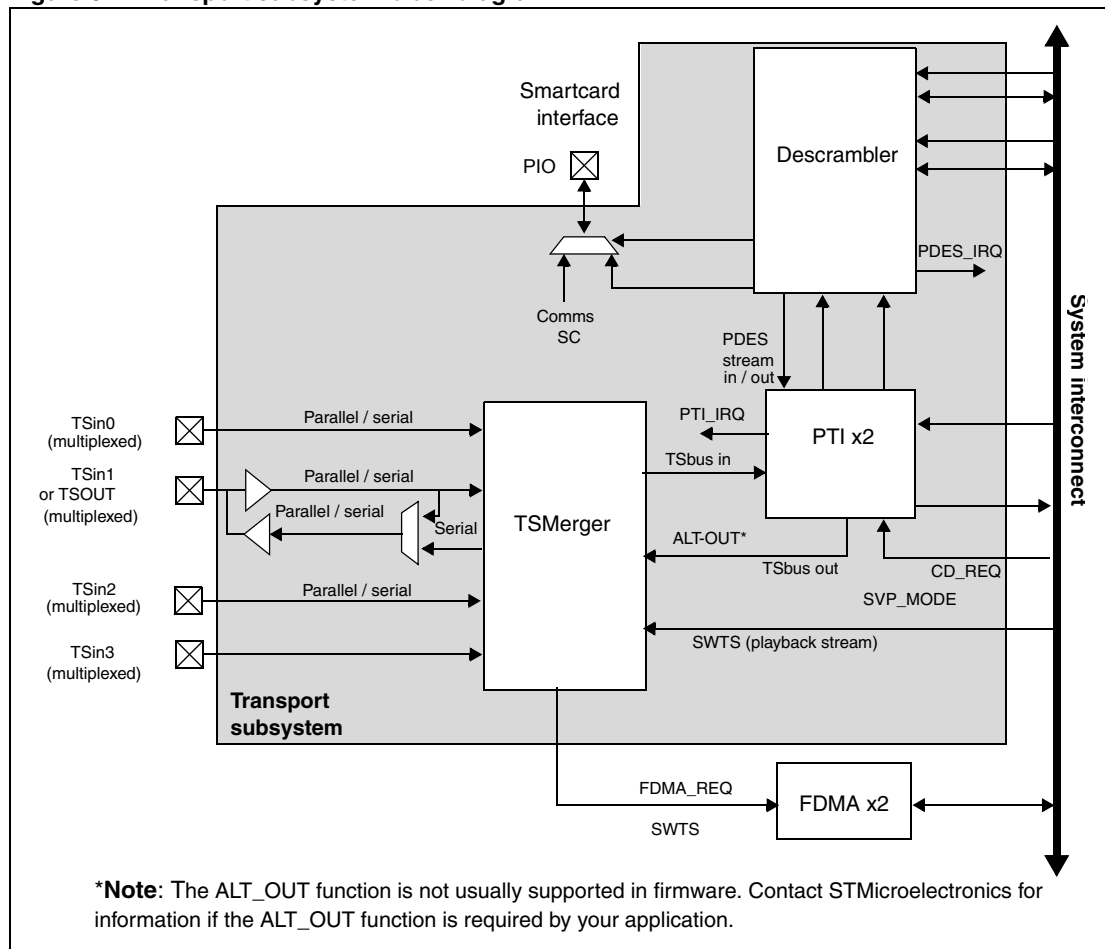 Smartcard
interface
PIO
Descrambler
PDES_IRQ
Comms
SC
PDES
stream
in / out
System interconnect
TSin0
(multiplexed)
Parallel / serial
PTI_IRQ
PTI x2
TSbus in
TSin1
or TSOUT
(multiplexed)
Parallel / serial
Parallel / serial
Serial
TSMerger
ALT-OUT*
TSbus out
CD_REQ
SVP_MODE
TSin2
(multiplexed)
Parallel / serial
SWTS (playback stream)
TSin3
(multiplexed)
Transport
subsystem
FDMA_REQ
SWTS
FDMA x2
*Note: The ALT_OUT function is not usually supported in firmware. Contact STMicroelectronics for
information if the ALT_OUT function is required by your application.